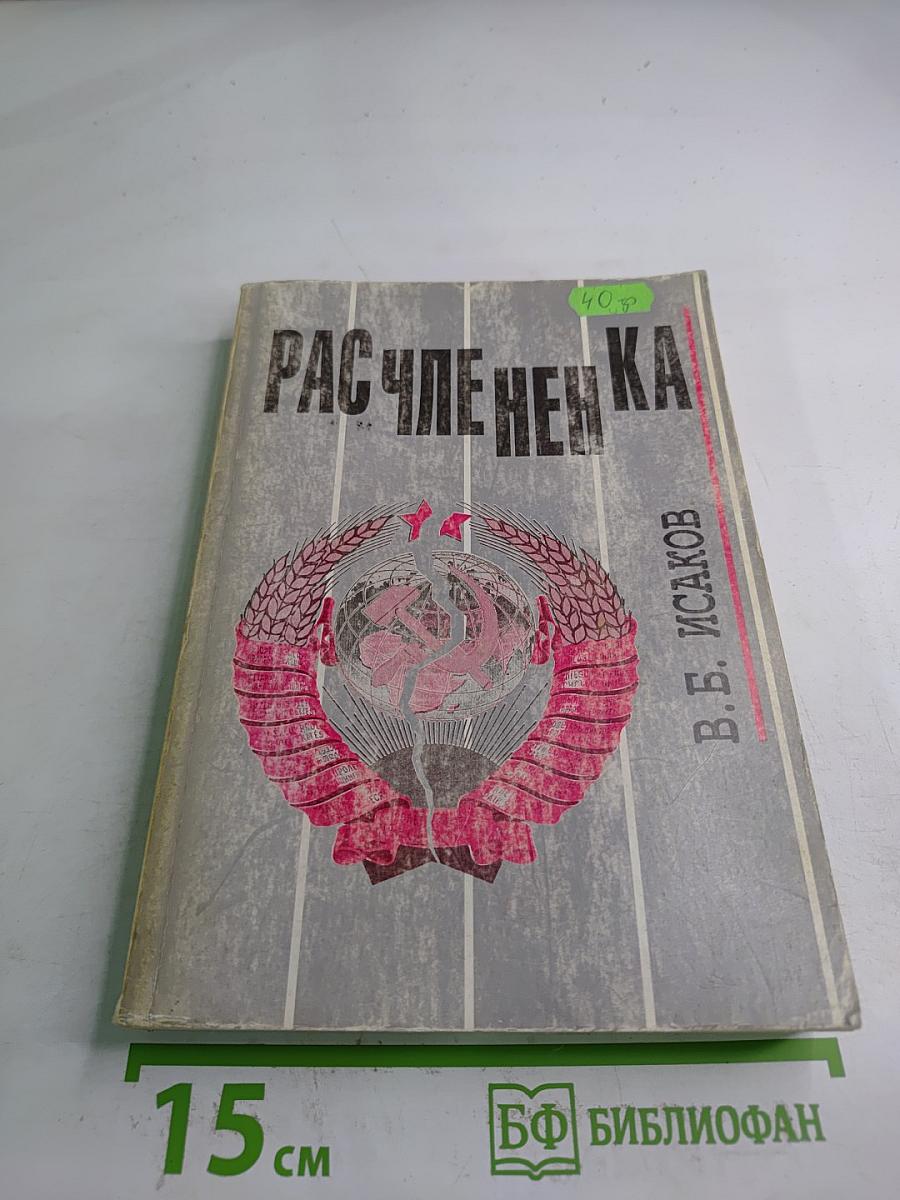 40 р
РАСЧЛЕНЕНКА
В.Б. ИСАКОВ
15 см
БФ БИБЛИОФАН